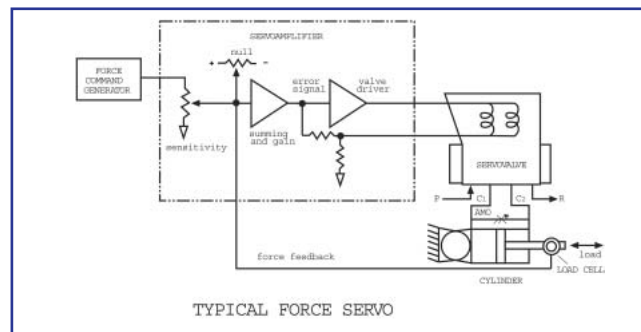 SERVOAMPLIFIER
null
+ -
FORCE
COMMAND
GENERATOR
error
signal
valve
driver
summing
and gain
sensitivity
SERVOVALVE
P C1 C2 R
AMO
force feedback
load
LOAD CELL
CYLINDER
TYPICAL FORCE SERVO